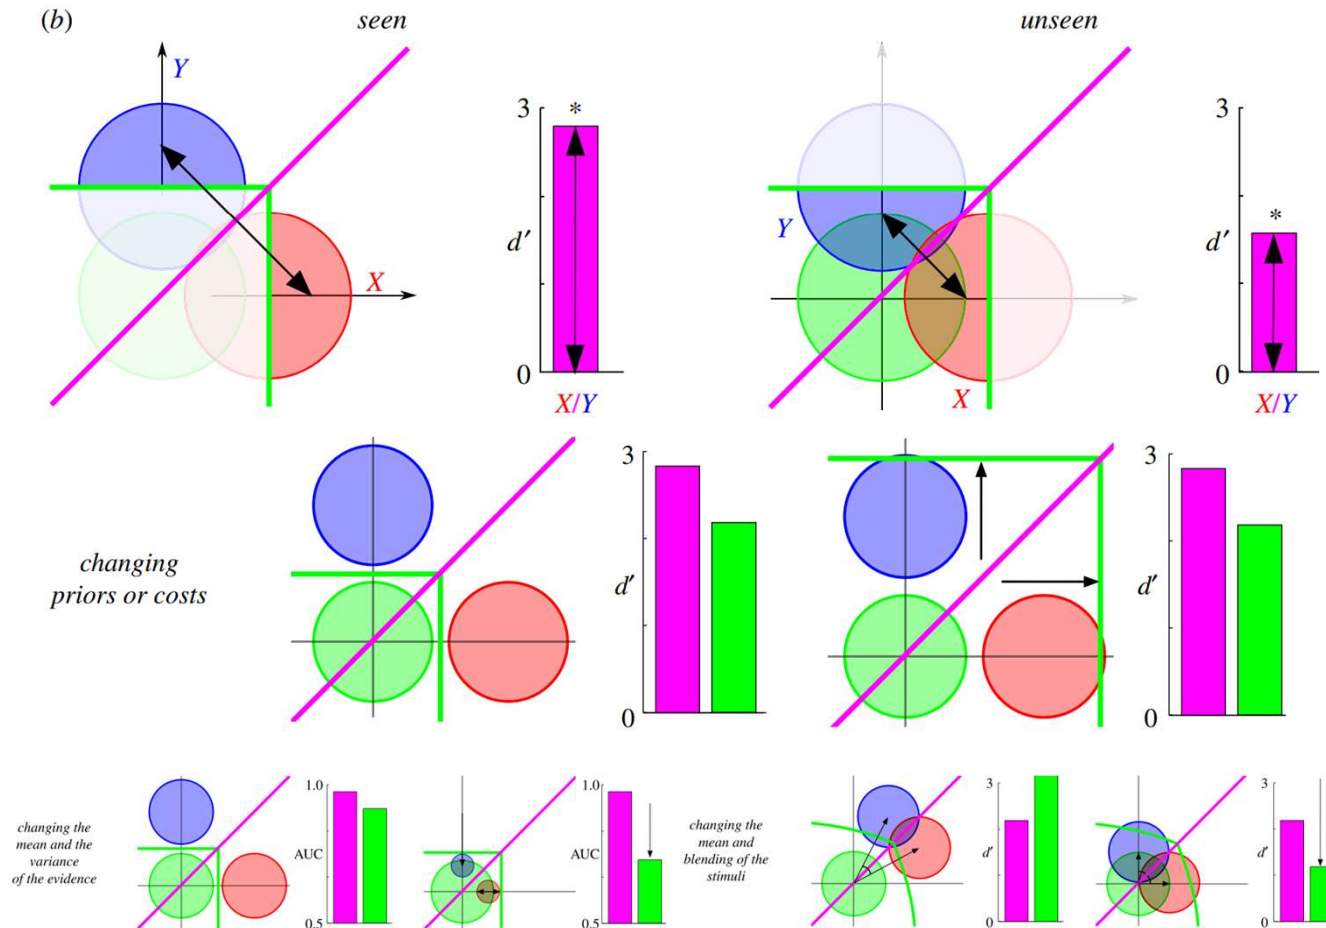 (b) seen unseen
Y
X
3
*
d′
0
X/Y
Y
X
3
*
d′
0
X/Y
changing
priors or costs
3
d′
0
3
d′
0
changing the
mean and the
variance
of the evidence
1.0
AUC
0.5
1.0
AUC
0.5
changing the
mean and
blending of the
stimuli
3
d′
0
3
d′
0